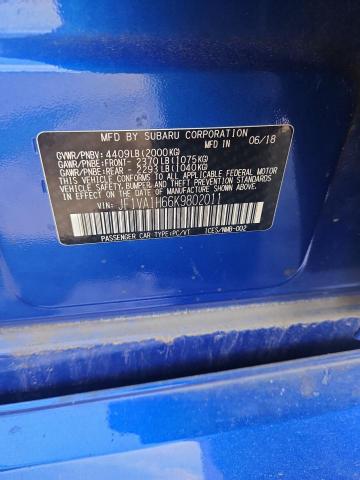 MFD BY SUBARU CORPORATION
GVWR/PNBV: 4409LB(2000KG) MFD IN 06/18
GAWR/PNBE:FRONT- 2370LB(1075KG)
GAWR/PNBE:REAR - 2293LB(1040KG)
THIS VEHICLE CONFORMS TO ALL APPLICABLE FEDERAL MOTOR
VEHICLE SAFETY, BUMPER, AND THEFT PREVENTION STANDARDS
IN EFFECT ON THE DATE OF MANUFACTURE SHOWN ABOVE.
VIN: JF1VA1H66K9802011
PASSENGER CAR TYPE:PC/VT ICES/NMB-002